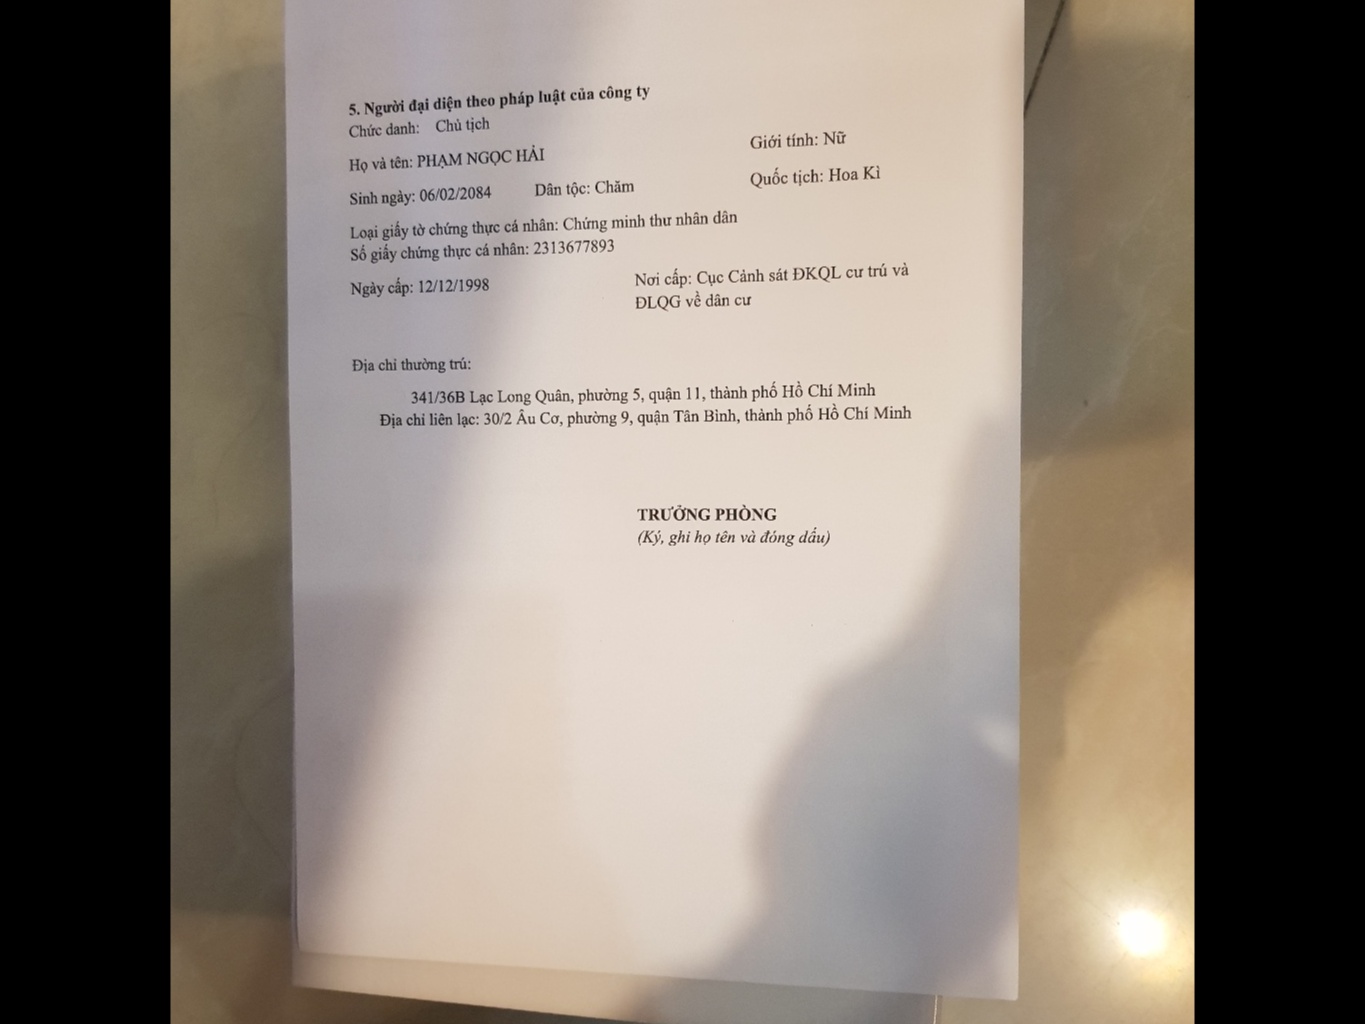 5. Người đại diện theo pháp luật của công ty
Chức danh: Chủ tịch
Họ và tên: PHẠM NGỌC HẢI Giới tính: Nữ
Sinh ngày: 06/02/2084 Dân tộc: Chăm Quốc tịch: Hoa Kì
Loại giấy tờ chứng thực cá nhân: Chứng minh thư nhân dân
Số giấy chứng thực cá nhân: 2313677893
Ngày cấp: 12/12/1998 Nơi cấp: Cục Cảnh sát ĐKQL cư trú và
ĐLQG về dân cư
Địa chỉ thường trú:
341/36B Lạc Long Quân, phường 5, quận 11, thành phố Hồ Chí Minh
Địa chỉ liên lạc: 30/2 Âu Cơ, phường 9, quận Tân Bình, thành phố Hồ Chí Minh
TRƯỞNG PHÒNG
(Ký, ghi họ tên và đóng dấu)